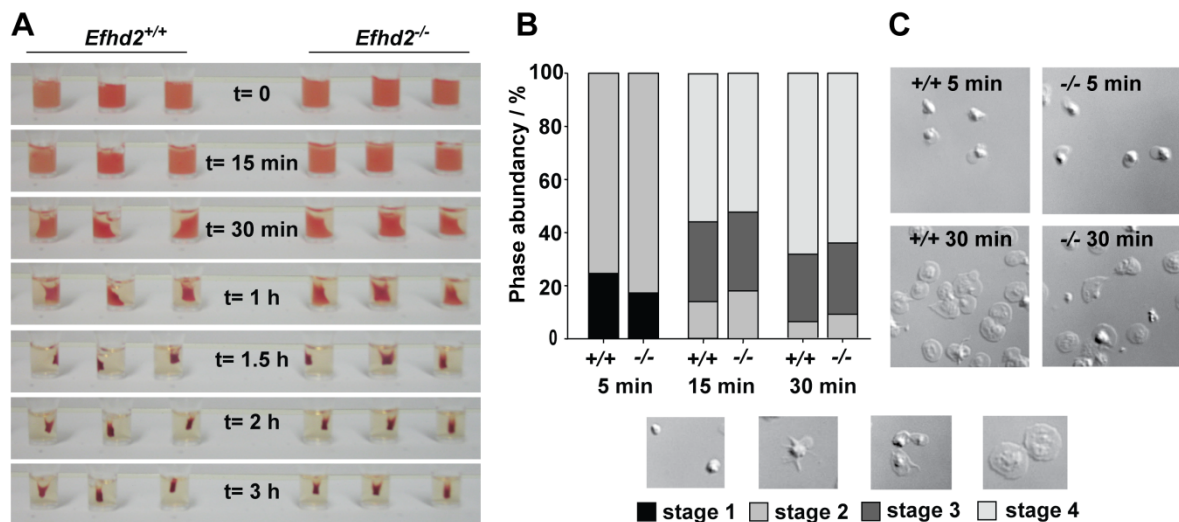 A
Efhd2+/+
Efhd2-/-
t= 0
t= 15 min
t= 30 min
t= 1 h
t= 1.5 h
t= 2 h
t= 3 h
B
Phase abundancy / %
100
80
60
40
20
0
+/+ -/- +/+ -/- +/+ -/-
5 min 15 min 30 min
stage 1 stage 2 stage 3 stage 4
C
+/+ 5 min
-/- 5 min
+/+ 30 min
-/- 30 min